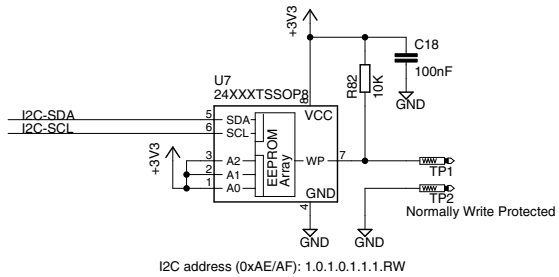 +3V3
C18
100nF
GND
R82
10K
U7
24XXXTSSOP8
8
VCC
I2C-SDA
5
SDA
I2C-SCL
6
SCL
+3V3
3
A2
2
A1
1
A0
EEPROM
Array
WP
7
TP1
GND
4
TP2
Normally Write Protected
GND
GND
I2C address (0xAE/AF): 1.0.1.0.1.1.1.RW